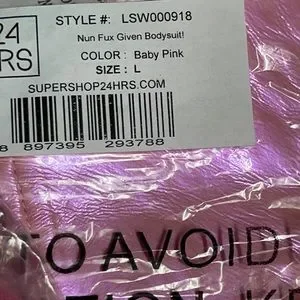 STYLE #: LSW000918
24
HRS
Nun Fux Given Bodysuit!
COLOR : Baby Pink
SIZE : L
SUPERSHOP24HRS.COM
8 897395 293788
TO AVOID